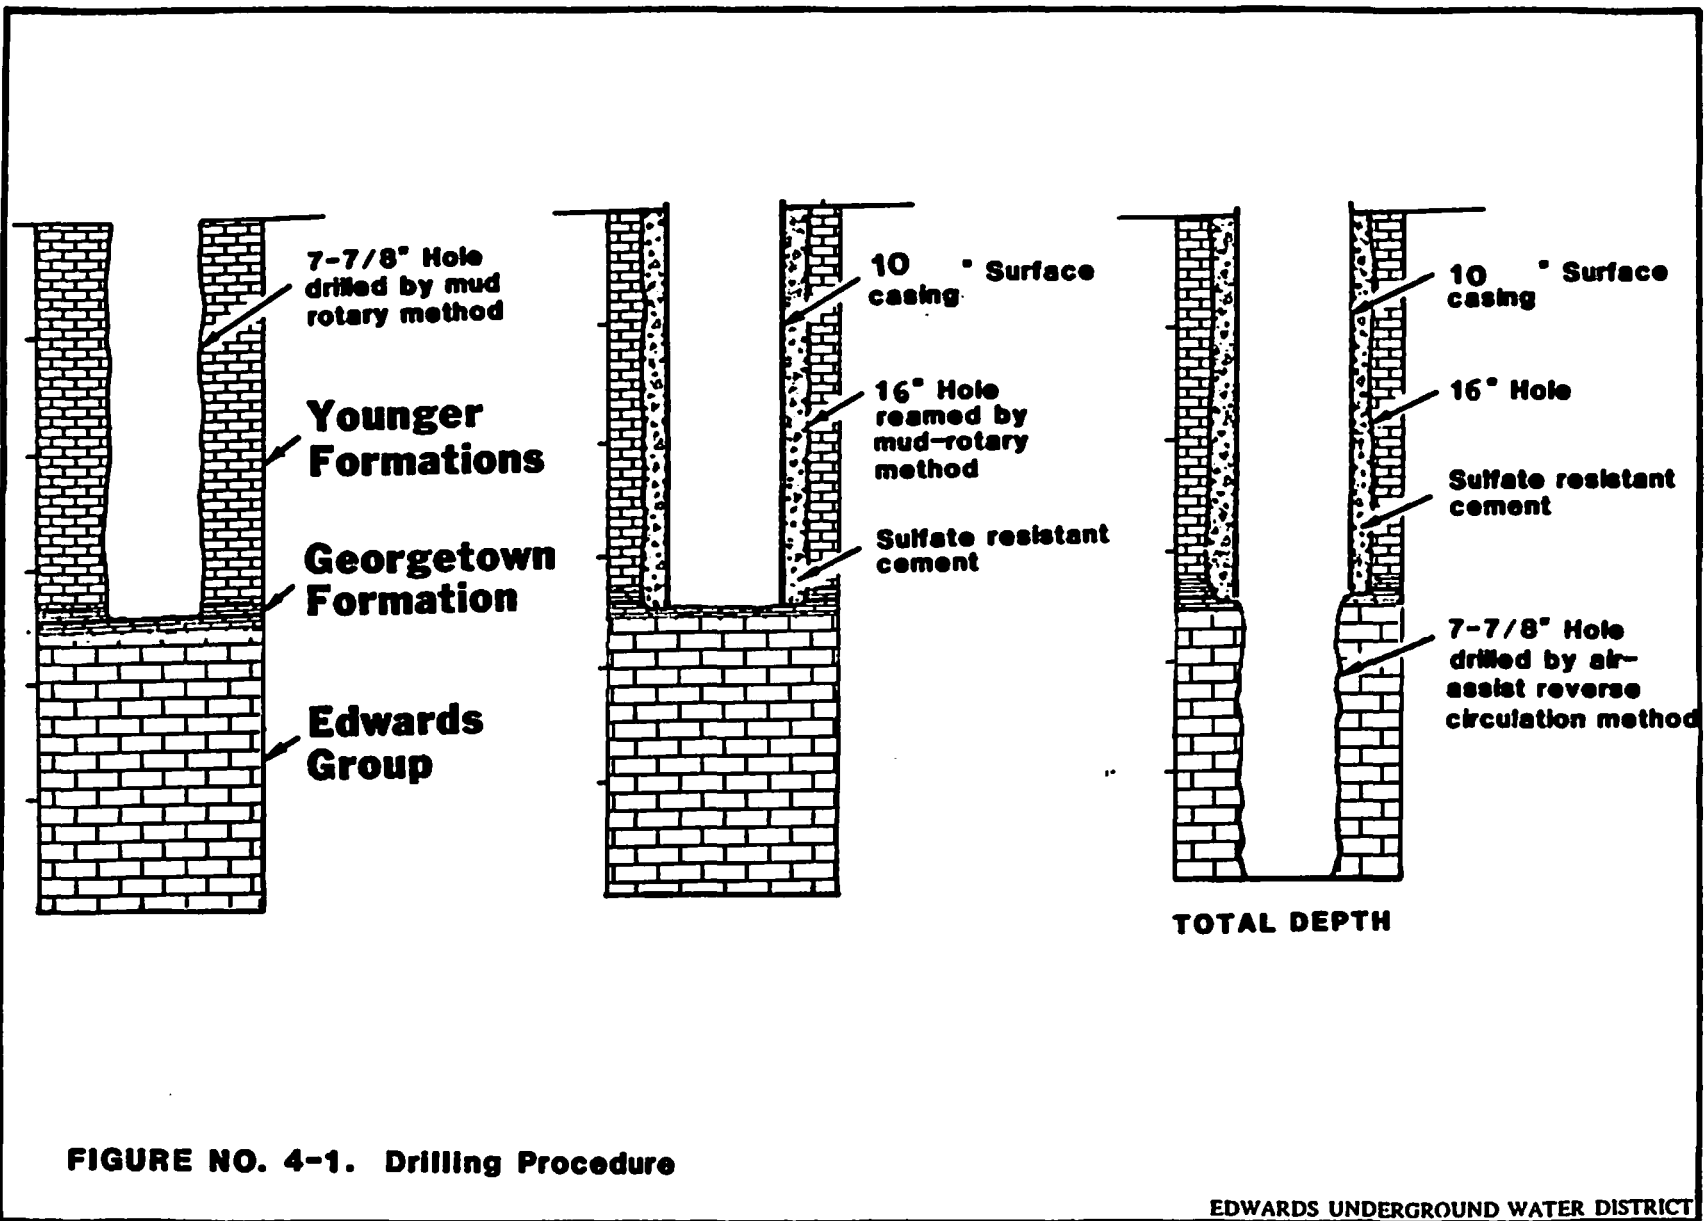 7-7/8" Hole
drilled by mud
rotary method
Younger
Formations
Georgetown
Formation
Edwards
Group
10 " Surface
casing
16" Hole
reamed by
mud-rotary
method
Sulfate resistant
cement
10 " Surface
casing
16" Hole
Sulfate resistant
cement
7-7/8" Hole
drilled by air-
assist reverse
circulation method
TOTAL DEPTH
FIGURE NO. 4-1. Drilling Procedure
EDWARDS UNDERGROUND WATER DISTRICT